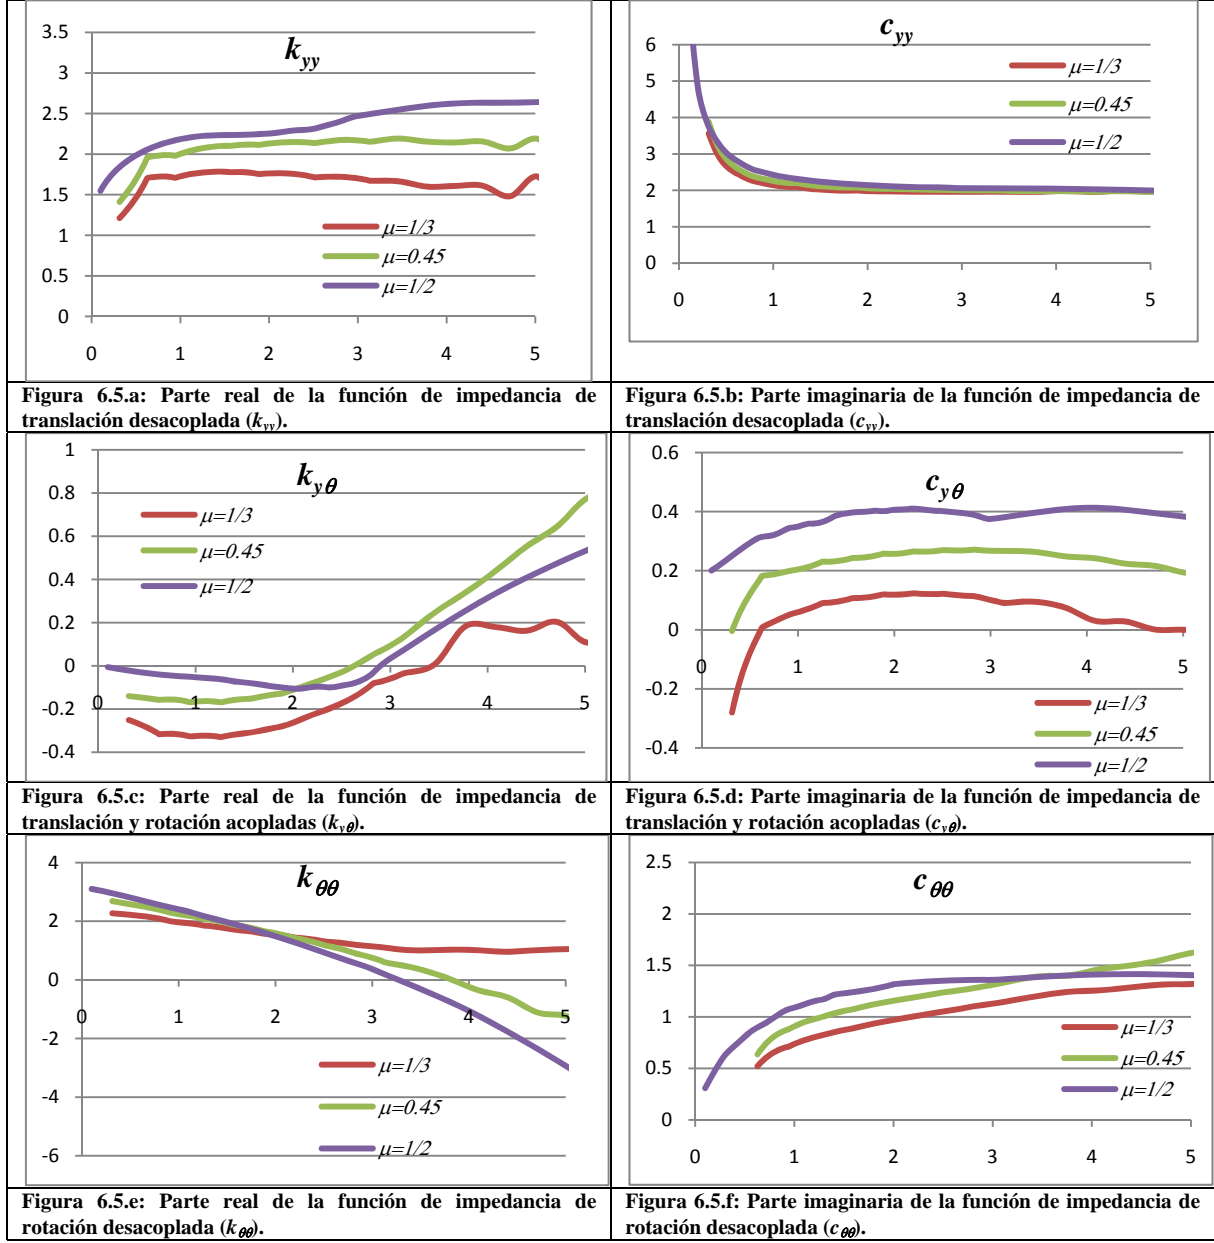 k_yy
3.5
3
2.5
2
1.5
1
0.5
0
0 1 2 3 4 5
μ=1/3
μ=0.45
μ=1/2
Figura 6.5.a: Parte real de la función de impedancia de
translación desacoplada (k_yy).
c_yy
6
5
4
3
2
1
0
0 1 2 3 4 5
μ=1/3
μ=0.45
μ=1/2
Figura 6.5.b: Parte imaginaria de la función de impedancia de
translación desacoplada (c_yy).
k_yθ
1
0.8
0.6
0.4
0.2
0
-0.2
-0.4
0 1 2 3 4 5
μ=1/3
μ=0.45
μ=1/2
Figura 6.5.c: Parte real de la función de impedancia de
translación y rotación acopladas (k_yθ).
c_yθ
0.6
0.4
0.2
0
-0.2
-0.4
0 1 2 3 4 5
μ=1/3
μ=0.45
μ=1/2
Figura 6.5.d: Parte imaginaria de la función de impedancia de
translación y rotación acopladas (c_yθ).
k_θθ
4
2
0
-2
-4
-6
0 1 2 3 4 5
μ=1/3
μ=0.45
μ=1/2
Figura 6.5.e: Parte real de la función de impedancia de
rotación desacoplada (k_θθ).
c_θθ
2.5
2
1.5
1
0.5
0
0 1 2 3 4 5
μ=1/3
μ=0.45
μ=1/2
Figura 6.5.f: Parte imaginaria de la función de impedancia de
rotación desacoplada (c_θθ).